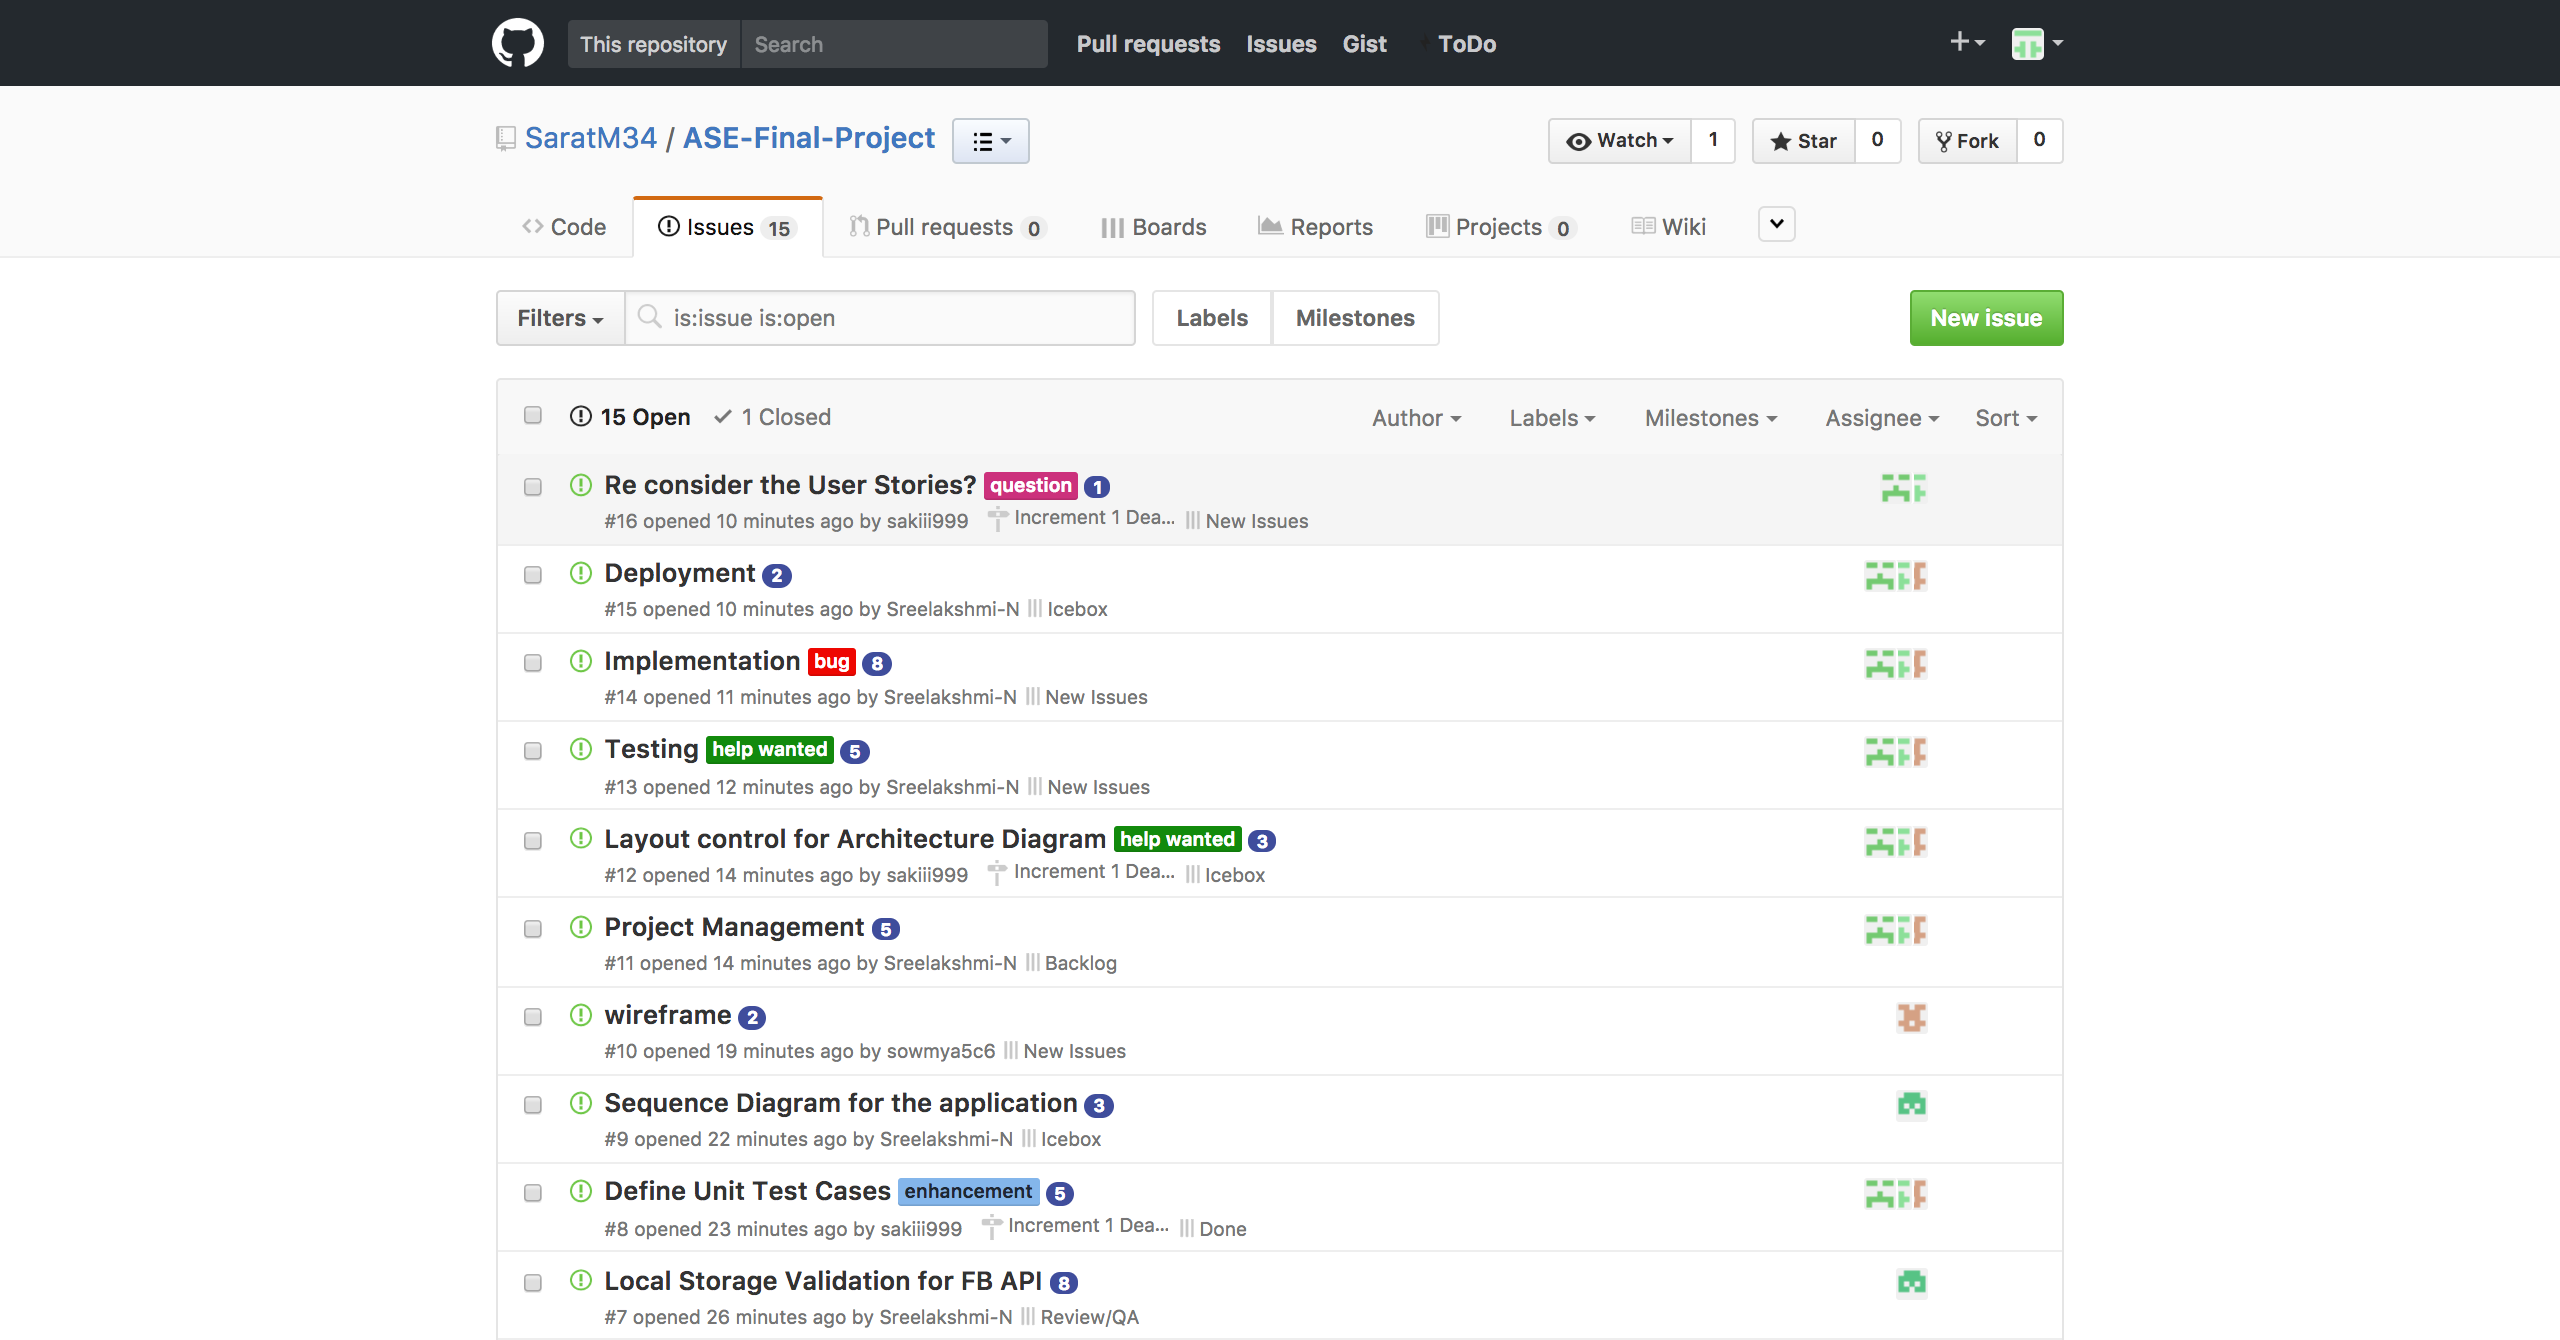 This repository Search Pull requests Issues Gist ToDo
SaratM34 / ASE-Final-Project Watch 1 Star 0 Fork 0
Code Issues 15 Pull requests 0 Boards Reports Projects 0 Wiki
Filters is:issue is:open Labels Milestones New issue
15 Open 1 Closed Author Labels Milestones Assignee Sort
Re consider the User Stories? question 1
#16 opened 10 minutes ago by sakiii999 Increment 1 Dea... New Issues
Deployment 2
#15 opened 10 minutes ago by Sreelakshmi-N Icebox
Implementation bug 8
#14 opened 11 minutes ago by Sreelakshmi-N New Issues
Testing help wanted 5
#13 opened 12 minutes ago by Sreelakshmi-N New Issues
Layout control for Architecture Diagram help wanted 3
#12 opened 14 minutes ago by sakiii999 Increment 1 Dea... Icebox
Project Management 5
#11 opened 14 minutes ago by Sreelakshmi-N Backlog
wireframe 2
#10 opened 19 minutes ago by sowmya5c6 New Issues
Sequence Diagram for the application 3
#9 opened 22 minutes ago by Sreelakshmi-N Icebox
Define Unit Test Cases enhancement 5
#8 opened 23 minutes ago by sakiii999 Increment 1 Dea... Done
Local Storage Validation for FB API 8
#7 opened 26 minutes ago by Sreelakshmi-N Review/QA